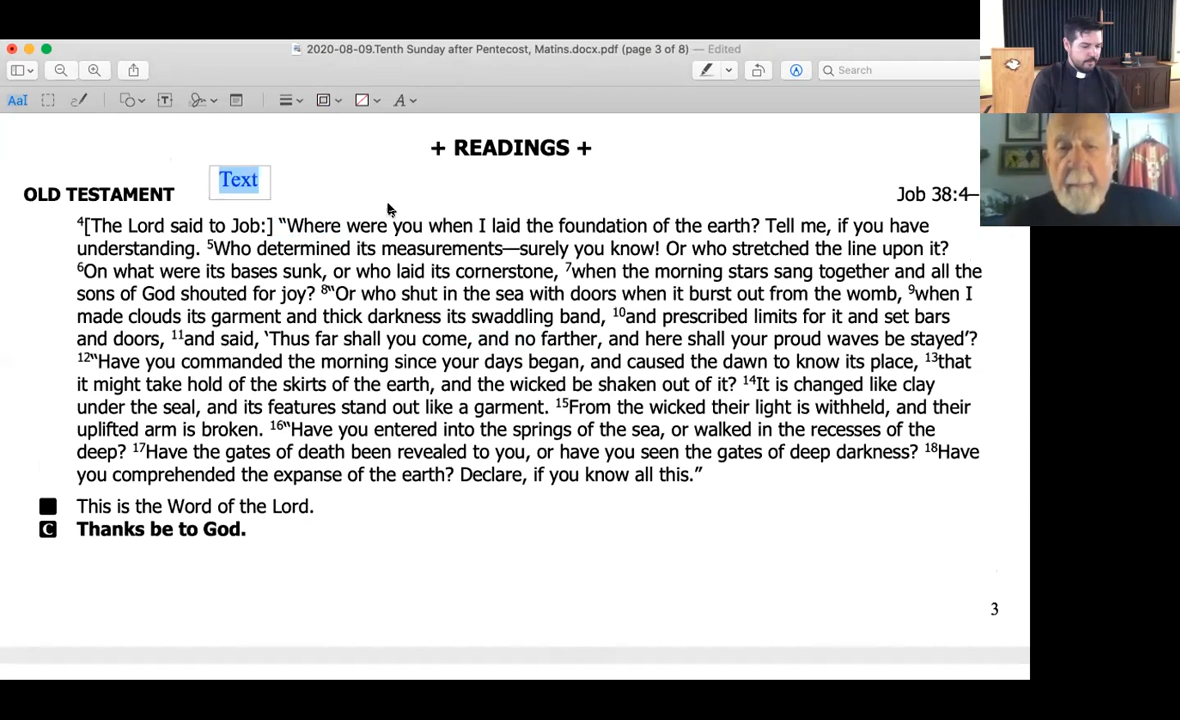 2020-08-09.Tenth Sunday after Pentecost, Matins.docx.pdf (page 3 of 8) — Edited
Search
AaI
T
A
+ READINGS +
Text
OLD TESTAMENT Job 38:4–
⁴[The Lord said to Job:] “Where were you when I laid the foundation of the earth? Tell me, if you have
understanding. ⁵Who determined its measurements—surely you know! Or who stretched the line upon it?
⁶On what were its bases sunk, or who laid its cornerstone, ⁷when the morning stars sang together and all the
sons of God shouted for joy? ⁸“Or who shut in the sea with doors when it burst out from the womb, ⁹when I
made clouds its garment and thick darkness its swaddling band, ¹⁰and prescribed limits for it and set bars
and doors, ¹¹and said, ‘Thus far shall you come, and no farther, and here shall your proud waves be stayed’?
¹²“Have you commanded the morning since your days began, and caused the dawn to know its place, ¹³that
it might take hold of the skirts of the earth, and the wicked be shaken out of it? ¹⁴It is changed like clay
under the seal, and its features stand out like a garment. ¹⁵From the wicked their light is withheld, and their
uplifted arm is broken. ¹⁶“Have you entered into the springs of the sea, or walked in the recesses of the
deep? ¹⁷Have the gates of death been revealed to you, or have you seen the gates of deep darkness? ¹⁸Have
you comprehended the expanse of the earth? Declare, if you know all this.”
This is the Word of the Lord.
C Thanks be to God.
3